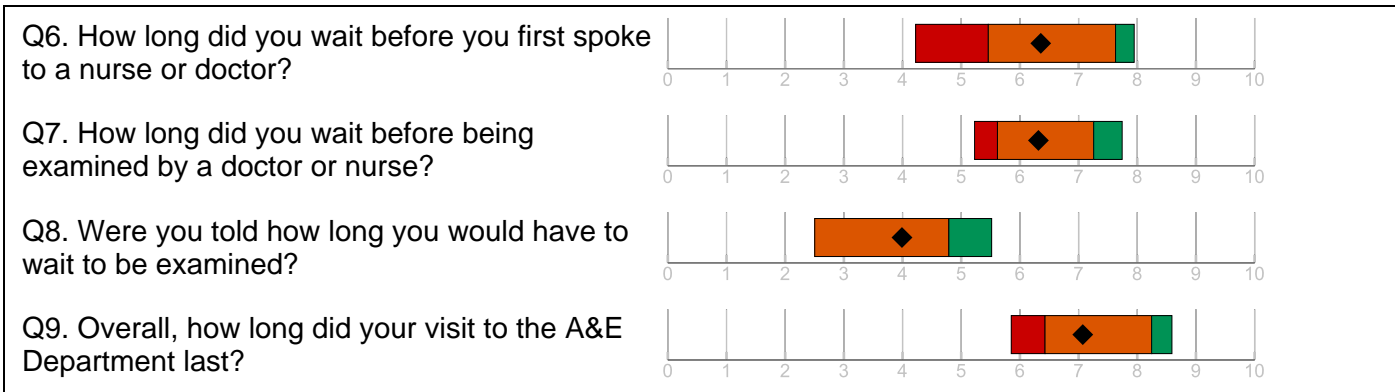 Q6. How long did you wait before you first spoke
to a nurse or doctor?
0 1 2 3 4 5 6 7 8 9 10
Q7. How long did you wait before being
examined by a doctor or nurse?
0 1 2 3 4 5 6 7 8 9 10
Q8. Were you told how long you would have to
wait to be examined?
0 1 2 3 4 5 6 7 8 9 10
Q9. Overall, how long did your visit to the A&E
Department last?
0 1 2 3 4 5 6 7 8 9 10